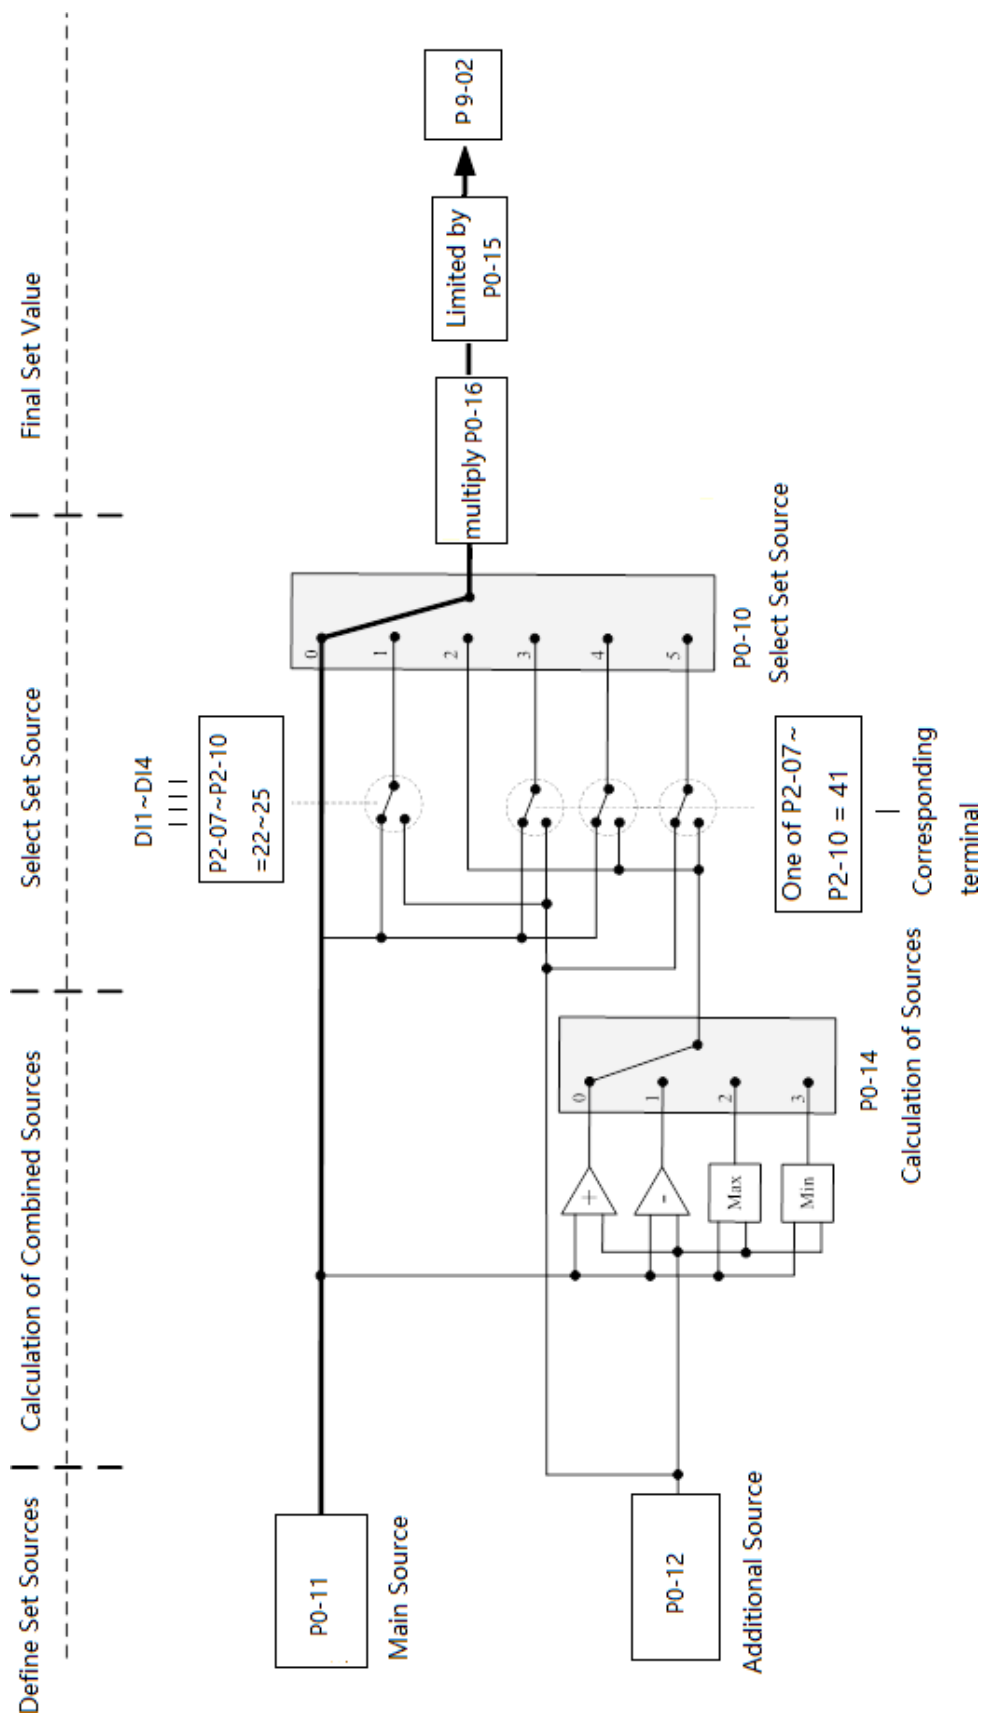 Define Set Sources
Calculation of Combined Sources
Select Set Source
Final Set Value
DI1~DI4
P2-07~P2-10
=22~25
P0-11
Main Source
P0-12
Additional Source
+
-
Max
Min
0
1
2
3
P0-14
Calculation of Sources
0
1
2
3
4
5
P0-10
Select Set Source
One of P2-07~
P2-10 = 41
Corresponding
terminal
multiply P0-16
Limited by
P0-15
P 9-02